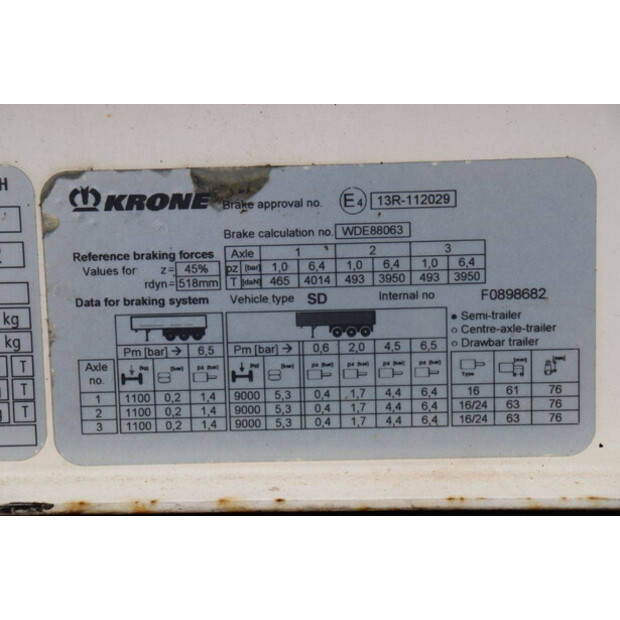 H
KRONE
Brake approval no. E4 13R-112029
Brake calculation no. WDE88063
Reference braking forces
Values for z= 45%
rdyn= 518mm
Axle 1 2 3
pz [bar] 1,0 6,4 1,0 6,4 1,0 6,4
T [daN] 465 4014 493 3950 493 3950
Data for braking system Vehicle type SD Internal no F0898682
Semi-trailer
Centre-axle-trailer
Drawbar trailer
kg
kg
T
T
T
Pm [bar] → 6,5 Pm [bar] → 0,6 2,0 4,5 6,5
Axle no.
Type
1 1100 0,2 1,4 9000 5,3 0,4 1,7 4,4 6,4 16 61 76
2 1100 0,2 1,4 9000 5,3 0,4 1,7 4,4 6,4 16/24 63 76
3 1100 0,2 1,4 9000 5,3 0,4 1,7 4,4 6,4 16/24 63 76